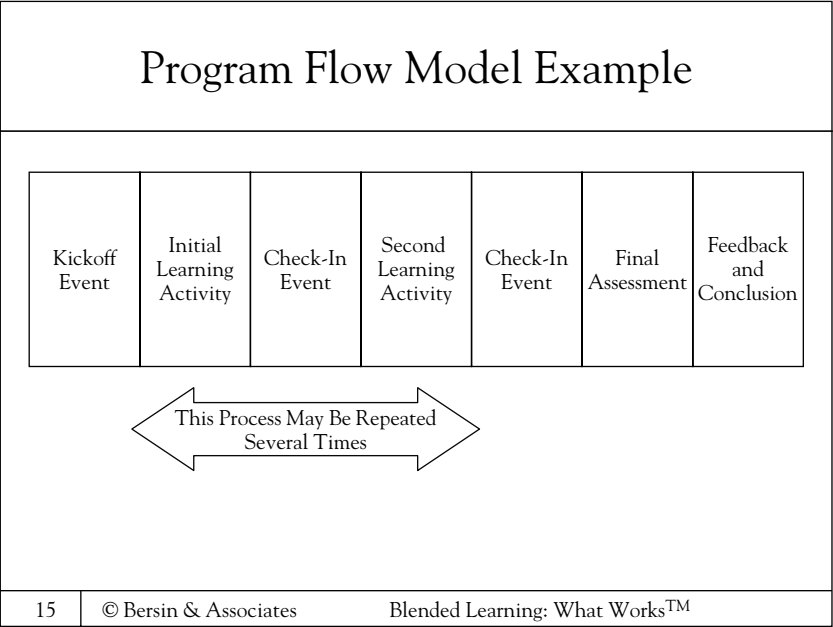 Program Flow Model Example
Kickoff
Event
Initial
Learning
Activity
Check-In
Event
Second
Learning
Activity
Check-In
Event
Final
Assessment
Feedback
and
Conclusion
This Process May Be Repeated
Several Times
15 © Bersin & Associates Blended Learning: What Works™